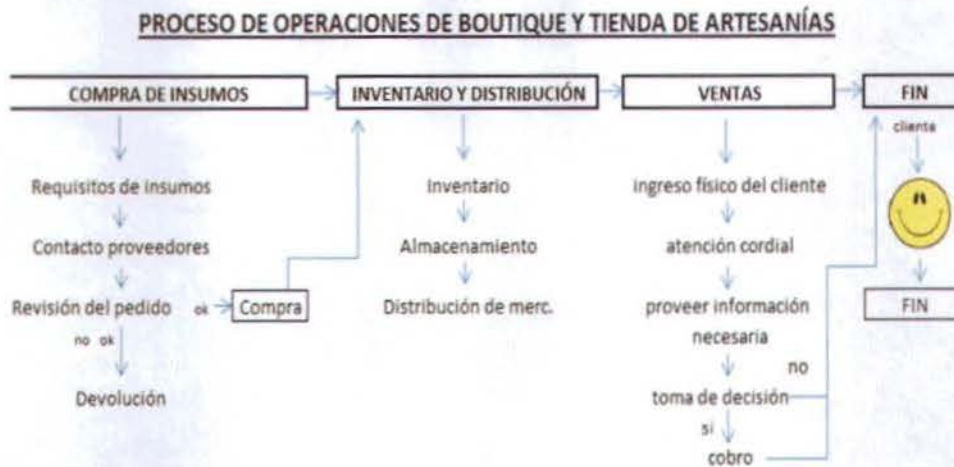 PROCESO DE OPERACIONES DE BOUTIQUE Y TIENDA DE ARTESANÍAS
COMPRA DE INSUMOS
Requisitos de insumos
Contacto proveedores
Revisión del pedido
ok
Compra
no ok
Devolución
INVENTARIO Y DISTRIBUCIÓN
Inventario
Almacenamiento
Distribución de merc.
VENTAS
ingreso físico del cliente
atención cordial
proveer información
necesaria
no
toma de decisión
si
cobro
FIN
cliente
FIN